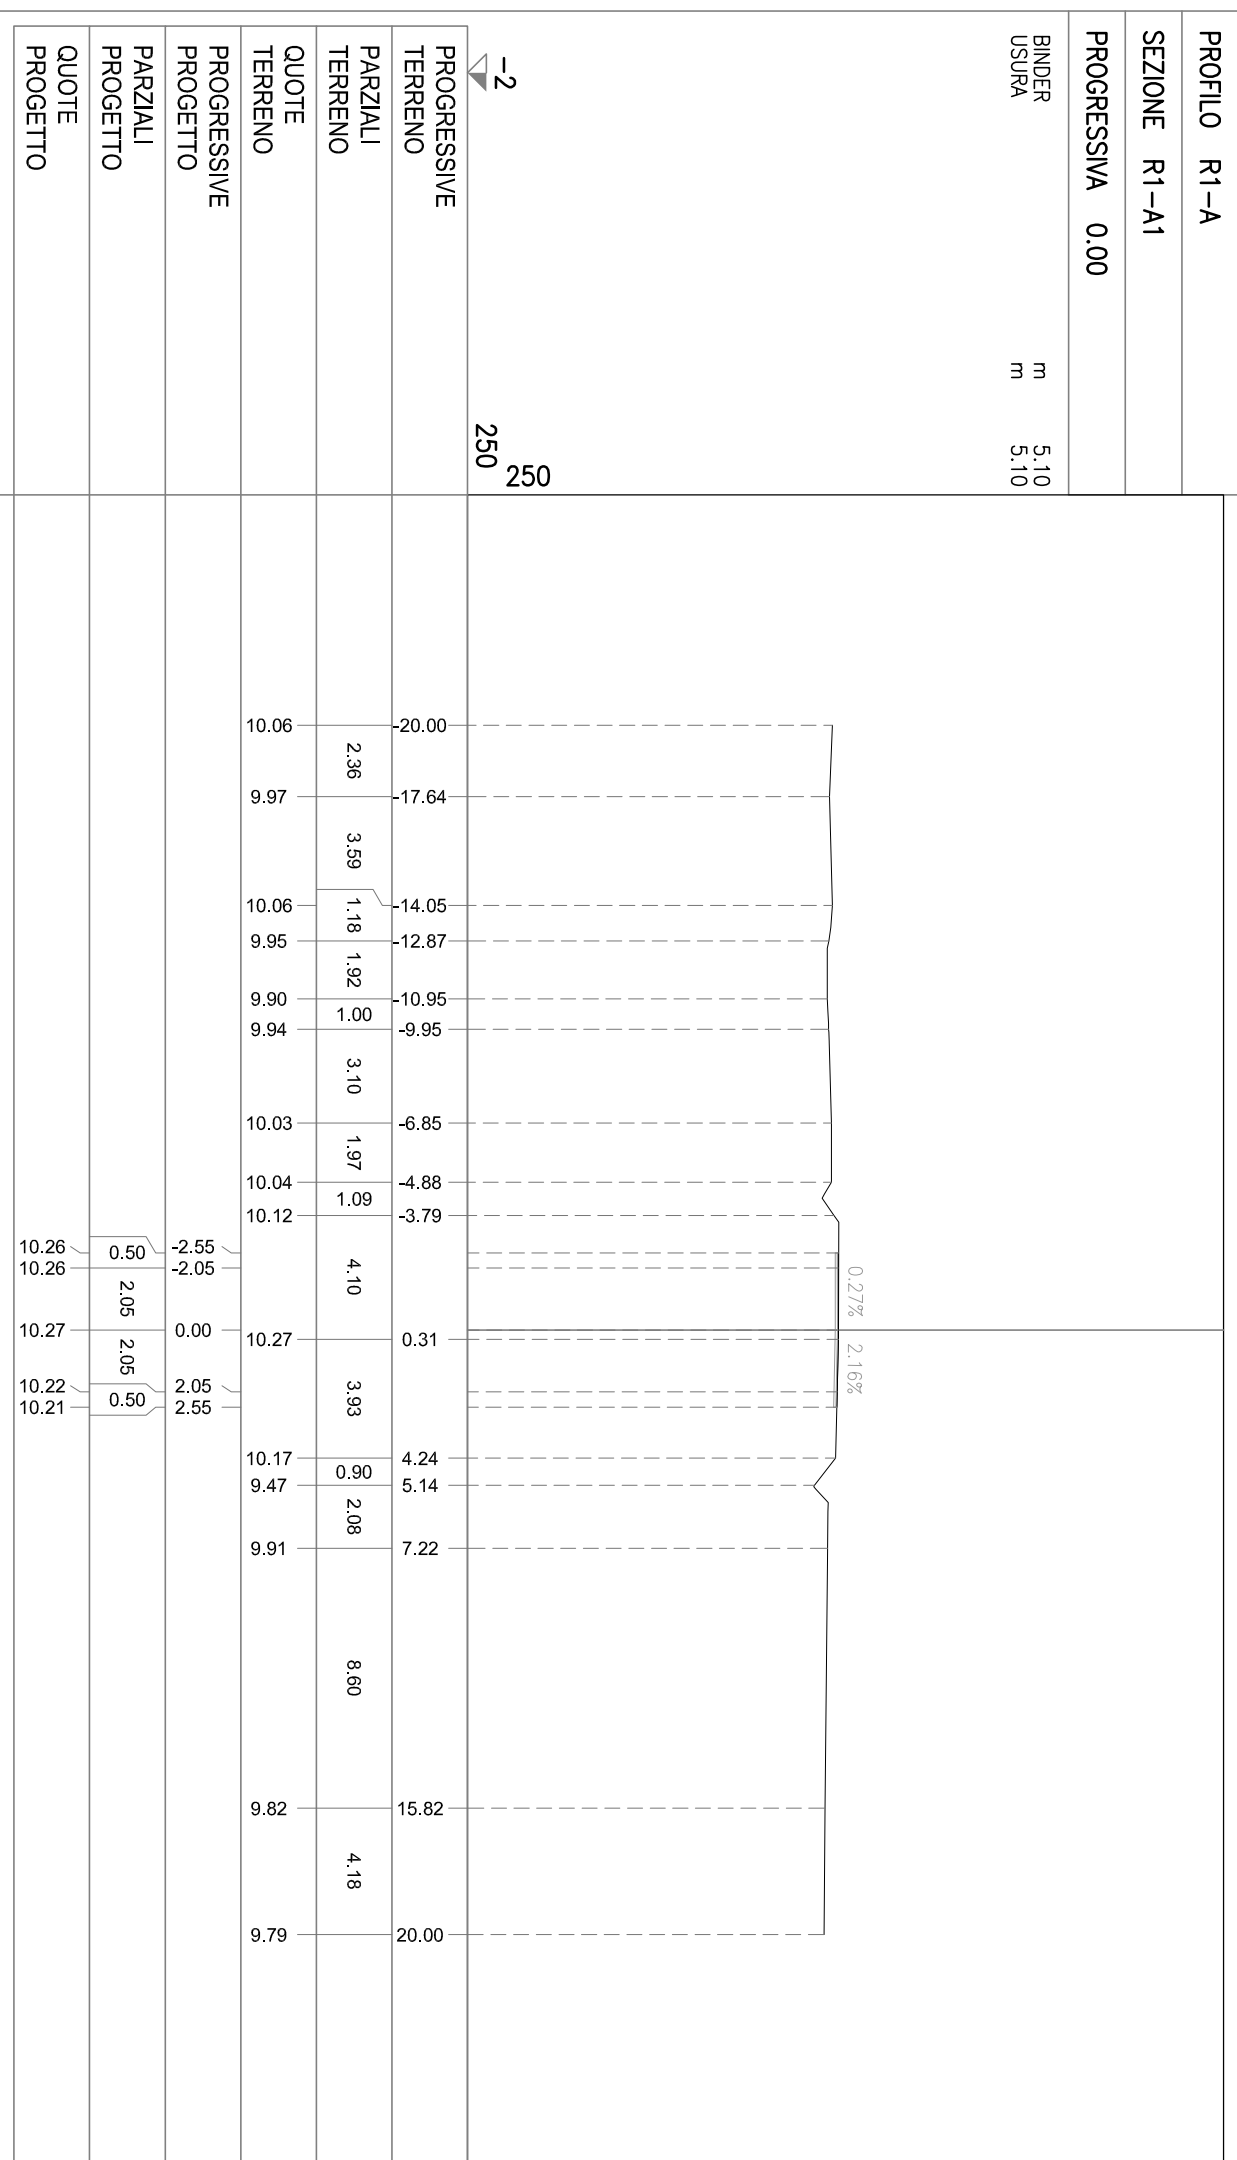 PROFILO R1-A
SEZIONE R1-A1
PROGRESSIVA 0.00
BINDER m 5.10
USURA m 5.10
0.27% 2.16%
-2
250
250
PROGRESSIVE
TERRENO
-20.00 -17.64 -14.05 -12.87 -10.95 -9.95 -6.85 -4.88 -3.79 0.31 4.24 5.14 7.22 15.82 20.00
PARZIALI
TERRENO
2.36 3.59 1.18 1.92 1.00 3.10 1.97 1.09 4.10 3.93 0.90 2.08 8.60 4.18
QUOTE
TERRENO
10.06 9.97 10.06 9.95 9.90 9.94 10.03 10.04 10.12 10.27 10.17 9.47 9.91 9.82 9.79
PROGRESSIVE
PROGETTO
-2.55 -2.05 0.00 2.05 2.55
PARZIALI
PROGETTO
0.50 2.05 2.05 0.50
QUOTE
PROGETTO
10.26 10.26 10.27 10.22 10.21